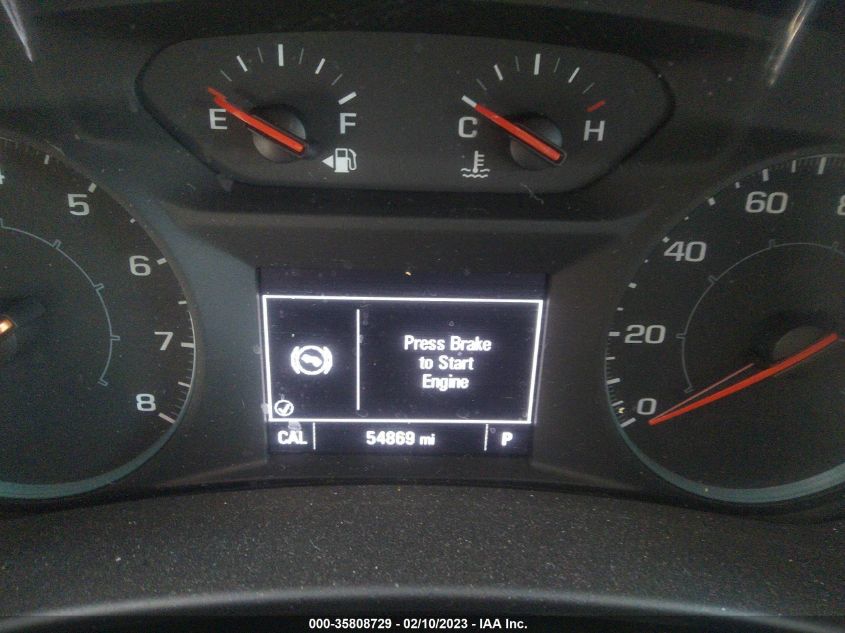 E F
C H
5
6
7
8
60
40
20
0
Press Brake
to Start
Engine
CAL 54869 mi P
000-35808729 - 02/10/2023 - IAA Inc.